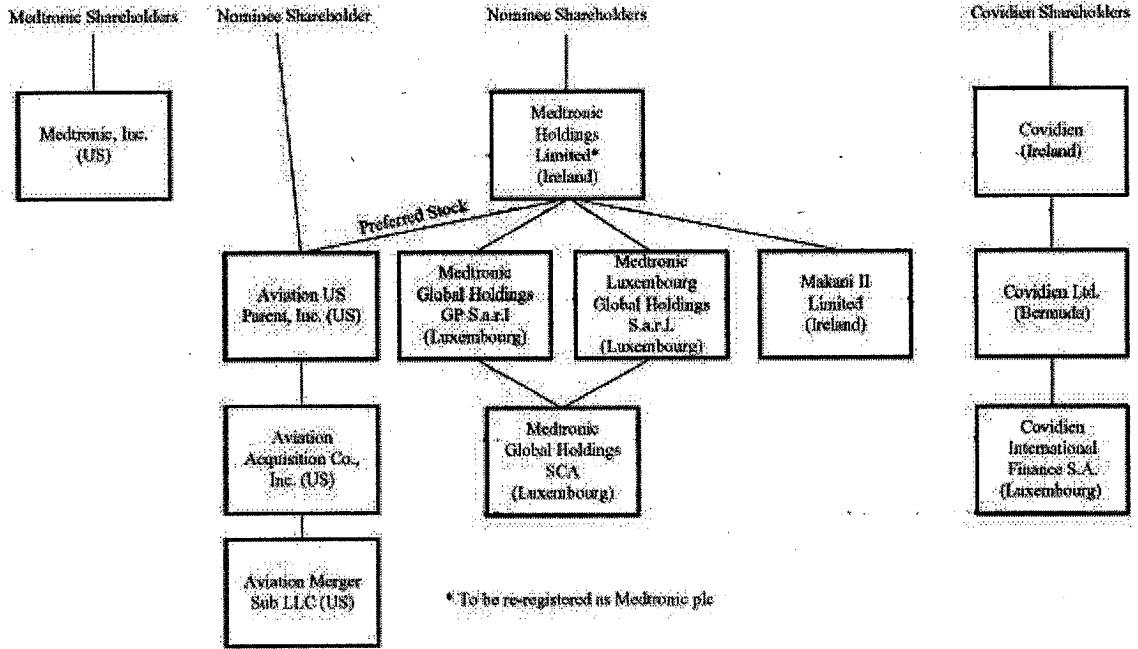 Medtronic Shareholders
Nominee Shareholder
Nominee Shareholders
Covidien Shareholders
Medtronic, Inc.
(US)
Medtronic
Holdings
Limited*
(Ireland)
Covidien
(Ireland)
Preferred Stock
Aviation US
Parent, Inc. (US)
Medtronic
Global Holdings
GP S.a.r.l
(Luxembourg)
Medtronic
Luxembourg
Global Holdings
S.a.r.l.
(Luxembourg)
Makani II
Limited
(Ireland)
Covidien Ltd.
(Bermuda)
Aviation
Acquisition Co.,
Inc. (US)
Medtronic
Global Holdings
SCA
(Luxembourg)
Covidien
International
Finance S.A.
(Luxembourg)
Aviation Merger
Sub LLC (US)
* To be re-registered as Medtronic plc